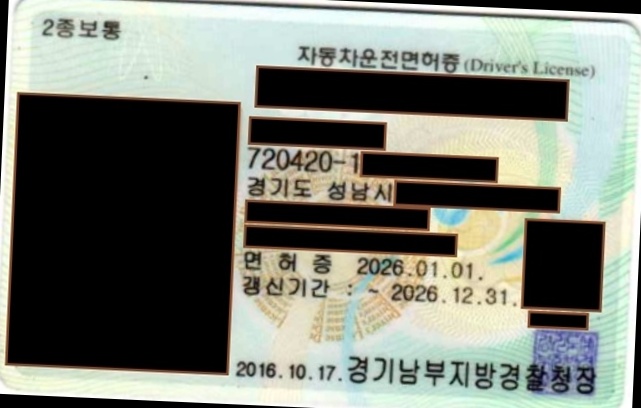 2종보통
자동차운전면허증 (Driver's License)
720420-1
경기도 성남시
면 허 증 2026.01.01.
갱신기간 : ~ 2026.12.31.
2016.10.17. 경기남부지방경찰청장